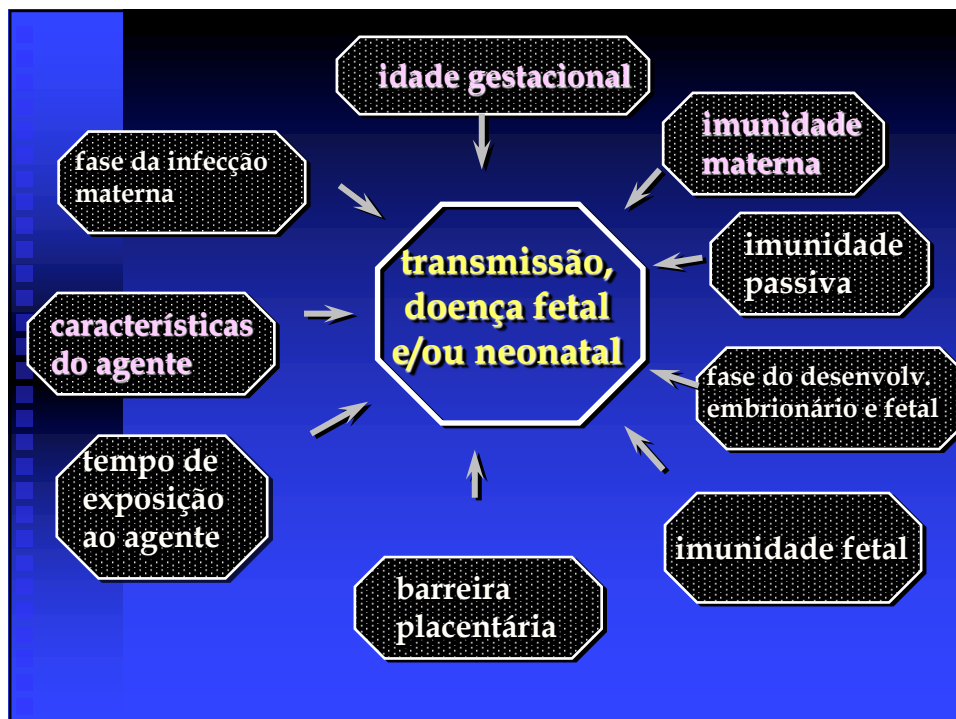 idade gestacional
imunidade
materna
fase da infecção
materna
imunidade
passiva
transmissão,
doença fetal
e/ou neonatal
característícas
do agente
fase do desenvolv.
embrionário e fetal
tempo de
exposição
ao agente
imunidade fetal
barreira
placentária